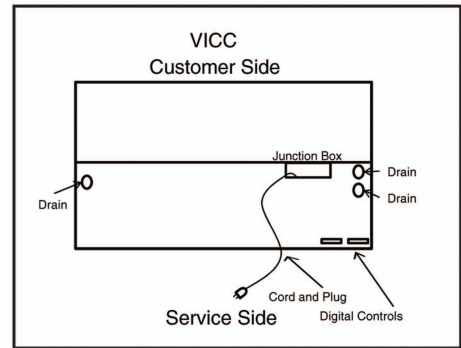 VICC
Customer Side
Junction Box
Drain
Drain
Drain
Cord and Plug
Service Side
Digital Controls